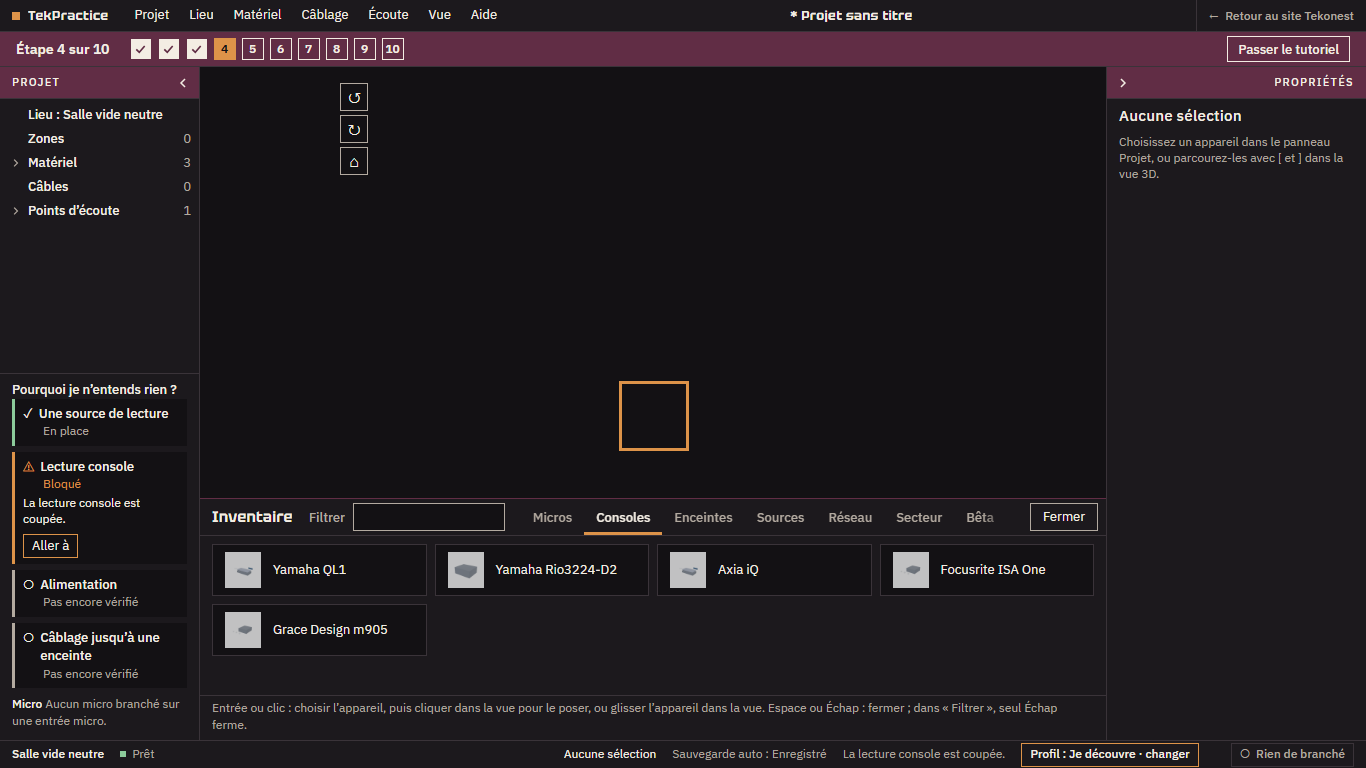 TekPractice Projet Lieu Matériel Câblage Écoute Vue Aide * Projet sans titre ← Retour au site Tekonest
Étape 4 sur 10 4 5 6 7 8 9 10 Passer le tutoriel
PROJET
Lieu : Salle vide neutre
Zones 0
Matériel 3
Câbles 0
Points d’écoute 1
Pourquoi je n’entends rien ?
✓ Une source de lecture
En place
⚠ Lecture console
Bloqué
La lecture console est
coupée.
Aller à
Alimentation
Pas encore vérifié
Câblage jusqu’à une
enceinte
Pas encore vérifié
Micro Aucun micro branché sur
une entrée micro.
Inventaire Filtrer Micros Consoles Enceintes Sources Réseau Secteur Bêta Fermer
Yamaha QL1 Yamaha Rio3224-D2 Axia iQ Focusrite ISA One
Grace Design m905
Entrée ou clic : choisir l’appareil, puis cliquer dans la vue pour le poser, ou glisser l’appareil dans la vue. Espace ou Échap : fermer ; dans « Filtrer », seul Échap
ferme.
PROPRIÉTÉS
Aucune sélection
Choisissez un appareil dans le panneau
Projet, ou parcourez-les avec [ et ] dans la
vue 3D.
Salle vide neutre Prêt Aucune sélection Sauvegarde auto : Enregistré La lecture console est coupée. Profil : Je découvre · changer Rien de branché